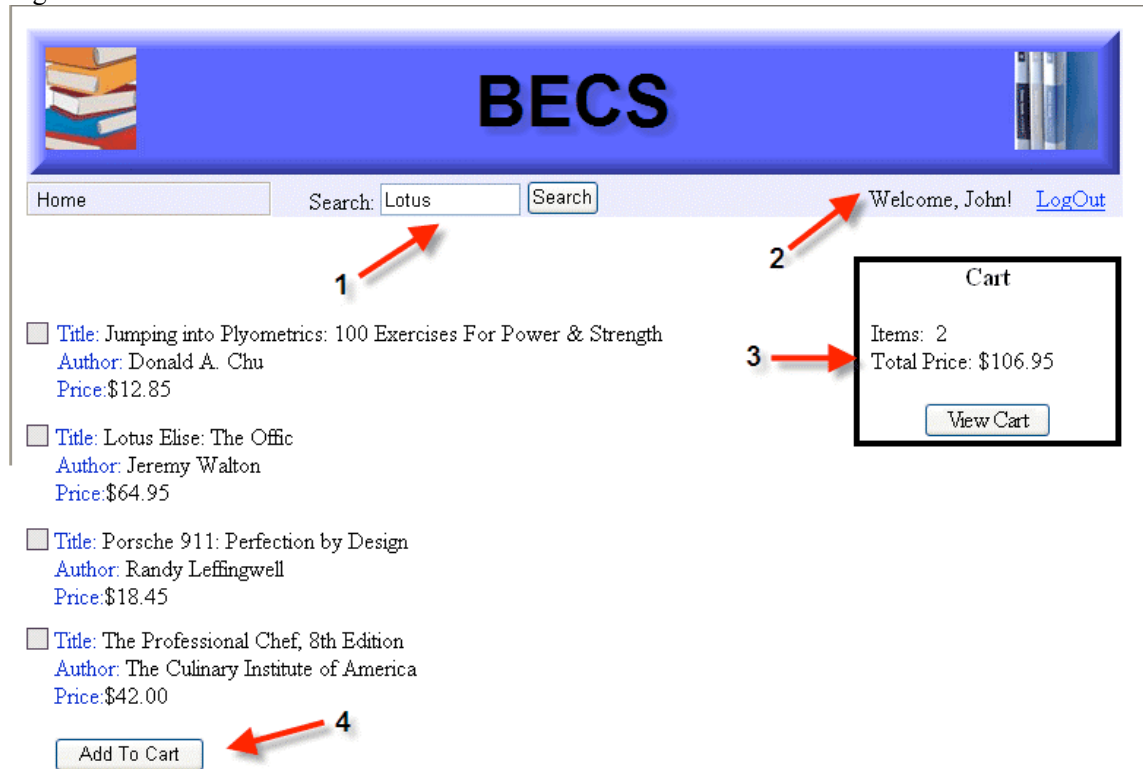 BECS
Home Search: Lotus Search Welcome, John! LogOut
1
2
Cart
Items: 2
Total Price: $106.95
View Cart
3
Title: Jumping into Plyometrics: 100 Exercises For Power & Strength
Author: Donald A. Chu
Price:$12.85
Title: Lotus Elise: The Offic
Author: Jeremy Walton
Price:$64.95
Title: Porsche 911: Perfection by Design
Author: Randy Leffingwell
Price:$18.45
Title: The Professional Chef, 8th Edition
Author: The Culinary Institute of America
Price:$42.00
4
Add To Cart